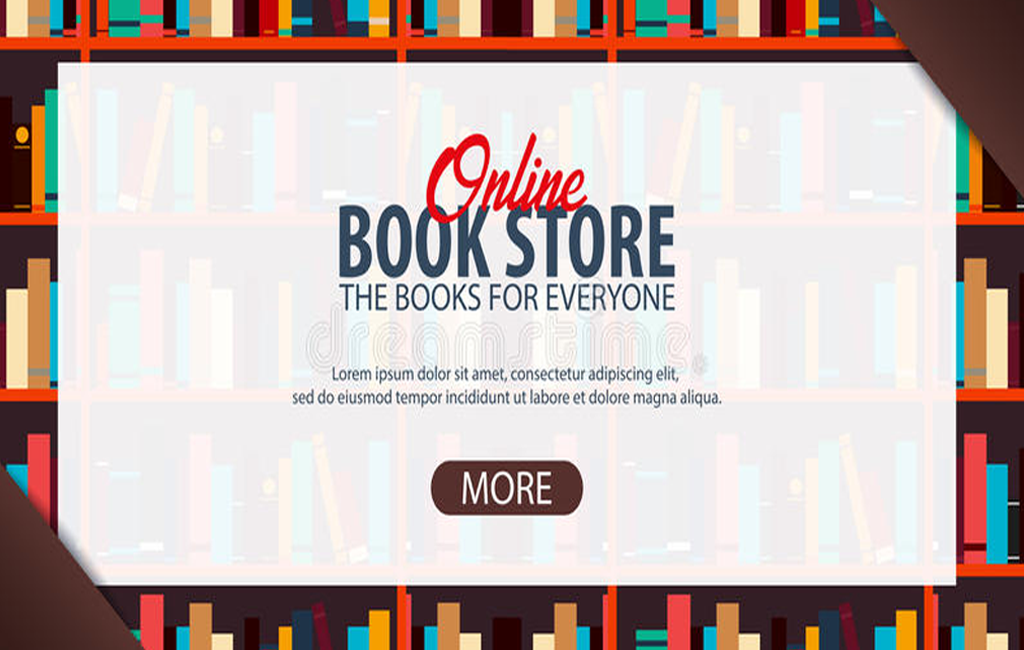 Online
BOOK STORE
THE BOOKS FOR EVERYONE
dreamstime
Lorem ipsum dolor sit amet, consectetur adipiscing elit,
sed do eiusmod tempor incididunt ut labore et dolore magna aliqua.
MORE